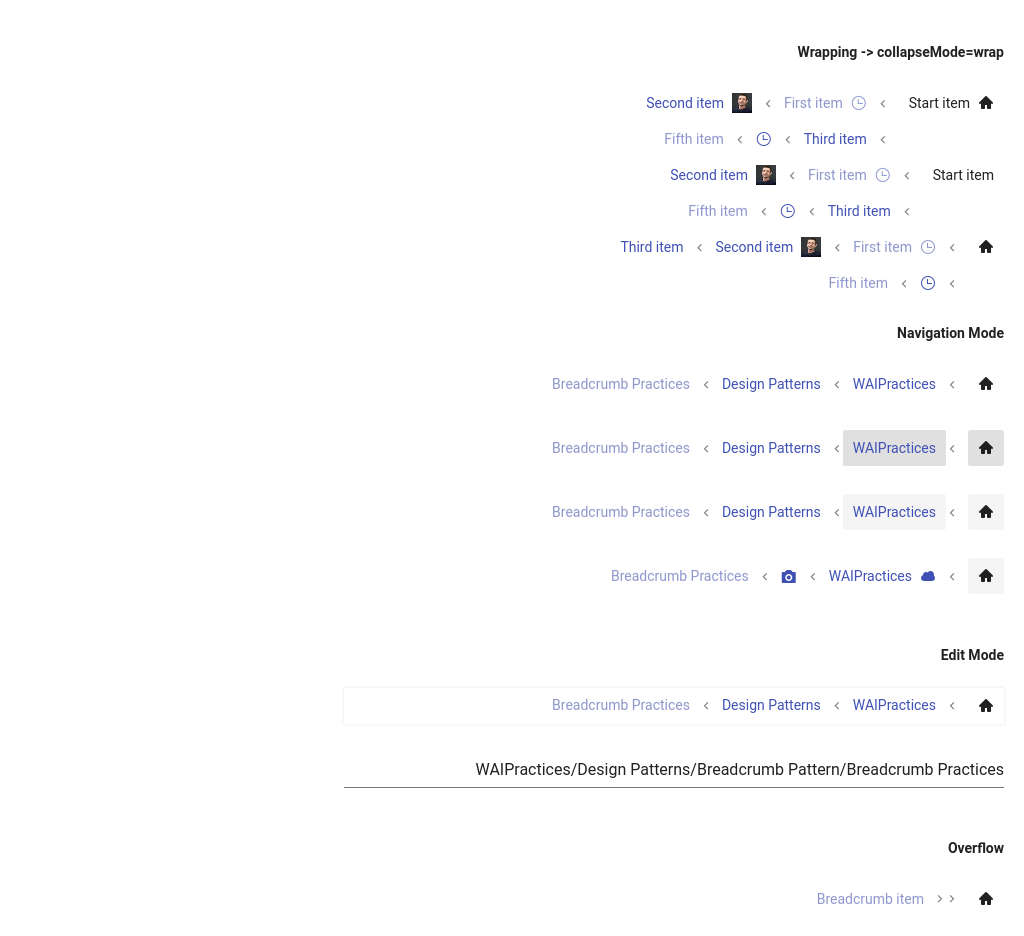 Wrapping -> collapseMode=wrap
Second item First item Start item
Fifth item Third item
Second item First item Start item
Fifth item Third item
Third item Second item First item
Fifth item
Navigation Mode
Breadcrumb Practices Design Patterns WAIPractices
Breadcrumb Practices Design Patterns WAIPractices
Breadcrumb Practices Design Patterns WAIPractices
Breadcrumb Practices WAIPractices
Edit Mode
Breadcrumb Practices Design Patterns WAIPractices
WAIPractices/Design Patterns/Breadcrumb Pattern/Breadcrumb Practices
Overflow
Breadcrumb item